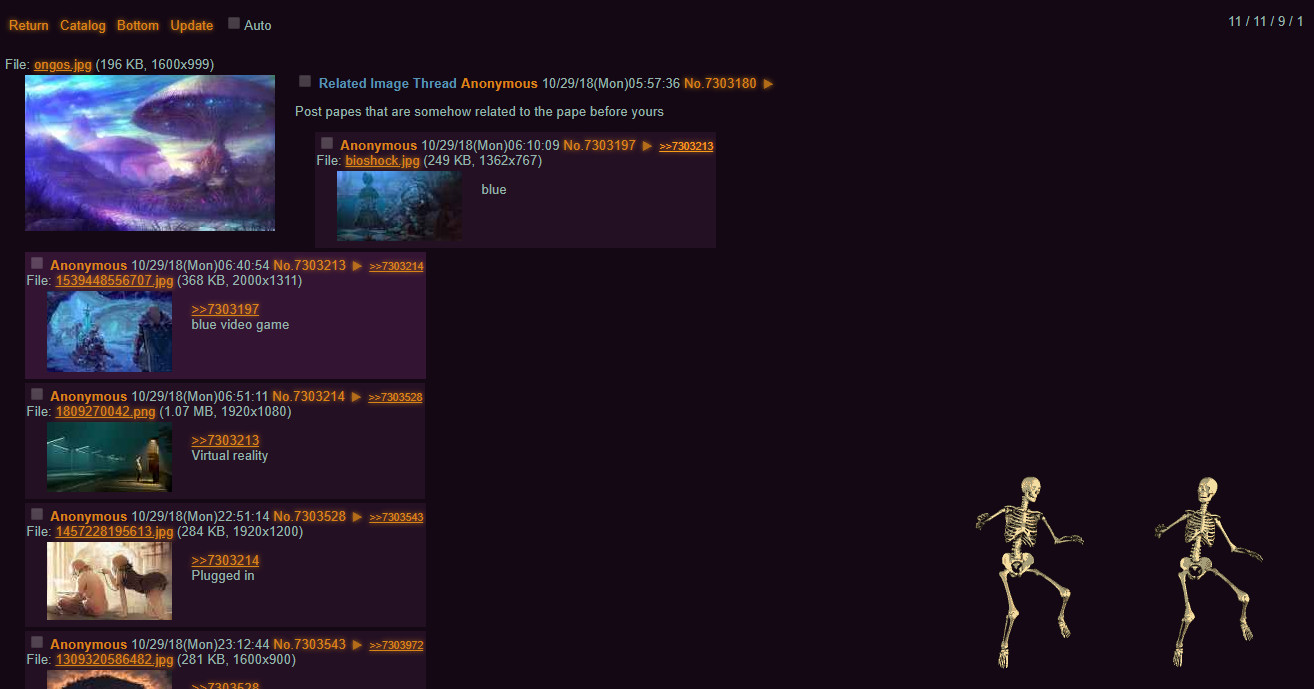 Return Catalog Bottom Update Auto
11 / 11 / 9 / 1
File: ongos.jpg (196 KB, 1600x999)
Related Image Thread Anonymous 10/29/18(Mon)05:57:36 No.7303180 ▶
Post papes that are somehow related to the pape before yours
Anonymous 10/29/18(Mon)06:10:09 No.7303197 ▶ >>7303213
File: bioshock.jpg (249 KB, 1362x767)
blue
Anonymous 10/29/18(Mon)06:40:54 No.7303213 ▶ >>7303214
File: 1539448556707.jpg (368 KB, 2000x1311)
>>7303197
blue video game
Anonymous 10/29/18(Mon)06:51:11 No.7303214 ▶ >>7303528
File: 1809270042.png (1.07 MB, 1920x1080)
>>7303213
Virtual reality
Anonymous 10/29/18(Mon)22:51:14 No.7303528 ▶ >>7303543
File: 1457228195613.jpg (284 KB, 1920x1200)
>>7303214
Plugged in
Anonymous 10/29/18(Mon)23:12:44 No.7303543 ▶ >>7303972
File: 1309320586482.jpg (281 KB, 1600x900)
>>7303528